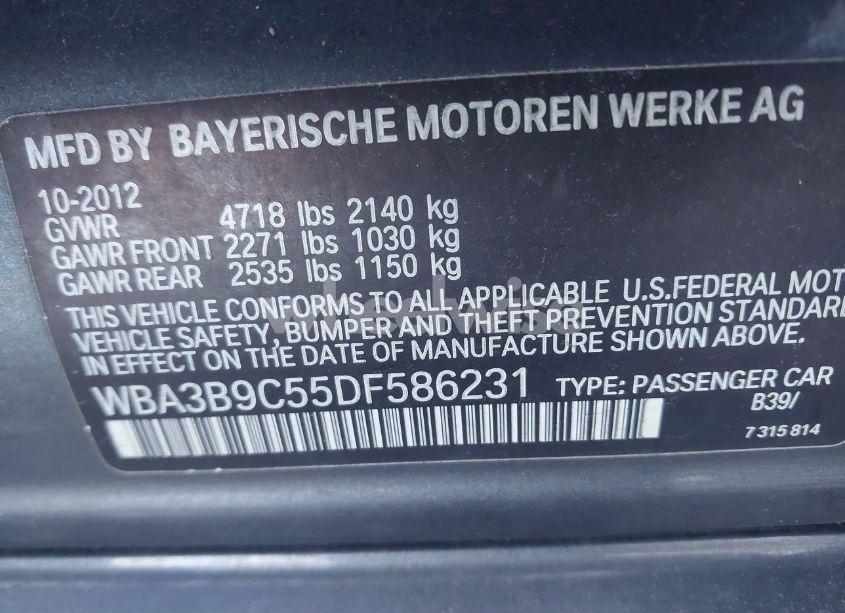 MFD BY BAYERISCHE MOTOREN WERKE AG
10-2012
GVWR 4718 lbs 2140 kg
GAWR FRONT 2271 lbs 1030 kg
GAWR REAR 2535 lbs 1150 kg
THIS VEHICLE CONFORMS TO ALL APPLICABLE U.S.FEDERAL MOT
VEHICLE SAFETY, BUMPER AND THEFT PREVENTION STANDARD
IN EFFECT ON THE DATE OF MANUFACTURE SHOWN ABOVE.
WBA3B9C55DF586231 TYPE: PASSENGER CAR
B39/
7 315 814